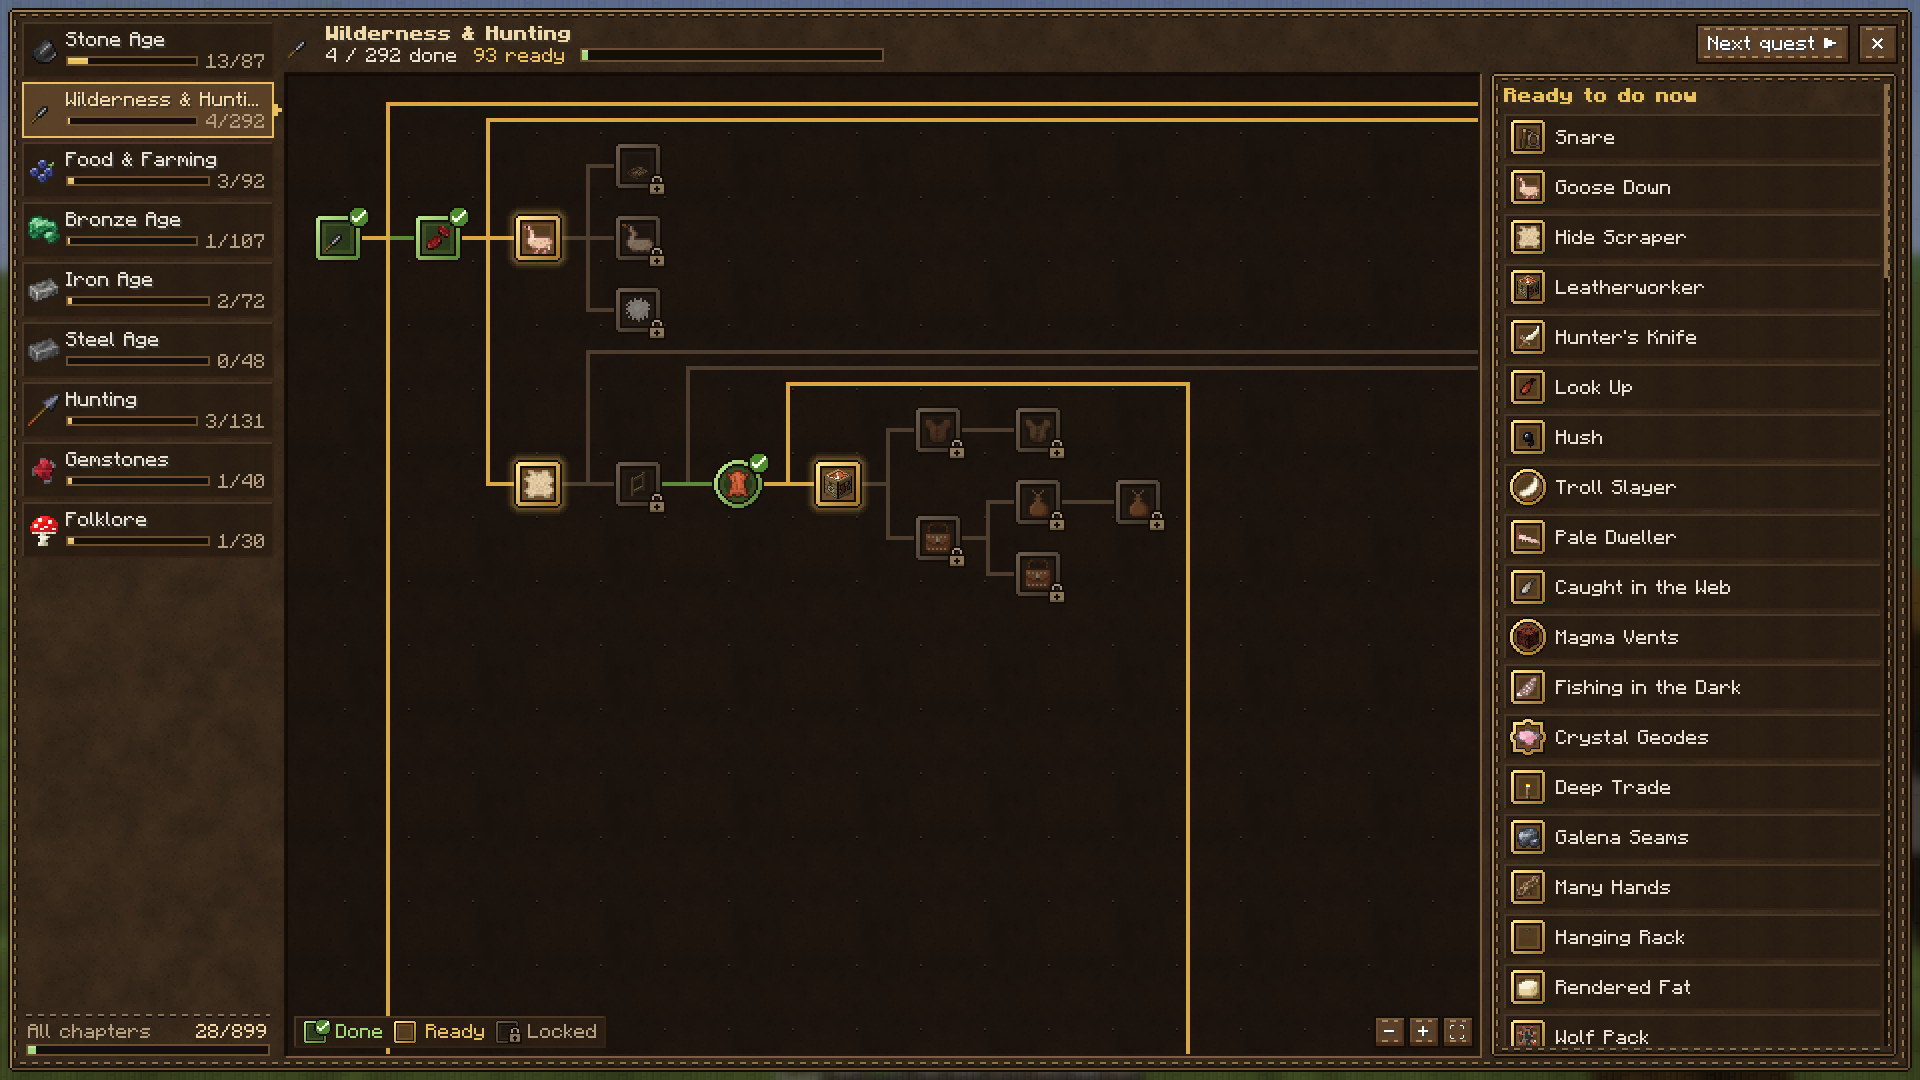 Stone Age
13/87
Wilderness & Hunti...
4/292
Food & Farming
3/92
Bronze Age
1/107
Iron Age
2/72
Steel Age
0/48
Hunting
3/131
Gemstones
1/40
Folklore
1/30
All chapters 28/899
Wilderness & Hunting
4 / 292 done 93 ready
Next quest
Done Ready Locked
Ready to do now
Snare
Goose Down
Hide Scraper
Leatherworker
Hunter's Knife
Look Up
Hush
Troll Slayer
Pale Dweller
Caught in the Web
Magma Vents
Fishing in the Dark
Crystal Geodes
Deep Trade
Galena Seams
Many Hands
Hanging Rack
Rendered Fat
Wolf Pack